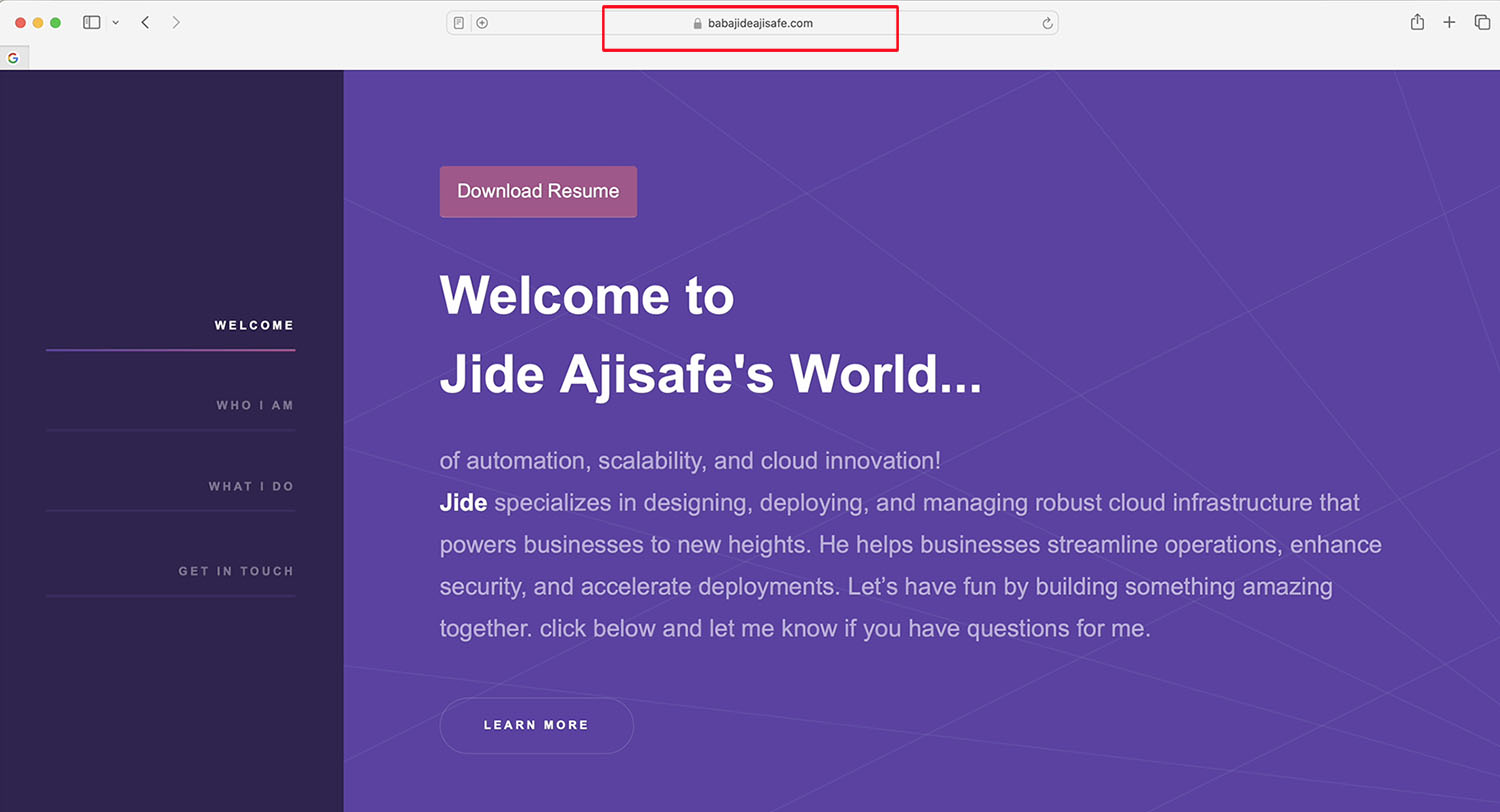 babajideajisafe.com
Download Resume
WELCOME
WHO I AM
WHAT I DO
GET IN TOUCH
Welcome to
Jide Ajisafe's World...
of automation, scalability, and cloud innovation!
Jide specializes in designing, deploying, and managing robust cloud infrastructure that
powers businesses to new heights. He helps businesses streamline operations, enhance
security, and accelerate deployments. Let’s have fun by building something amazing
together. click below and let me know if you have questions for me.
LEARN MORE